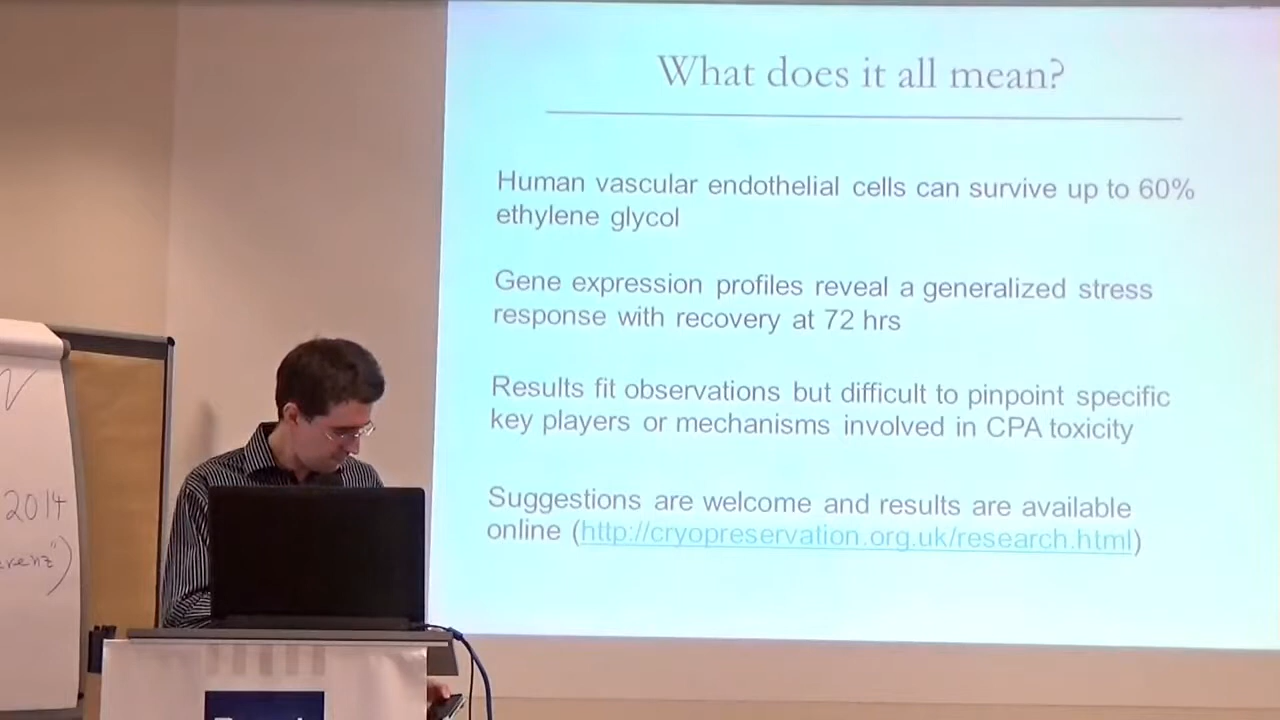 What does it all mean?
Human vascular endothelial cells can survive up to 60%
ethylene glycol
Gene expression profiles reveal a generalized stress
response with recovery at 72 hrs
Results fit observations but difficult to pinpoint specific
key players or mechanisms involved in CPA toxicity
Suggestions are welcome and results are available
online (http://cryopreservation.org.uk/research.html)
2014